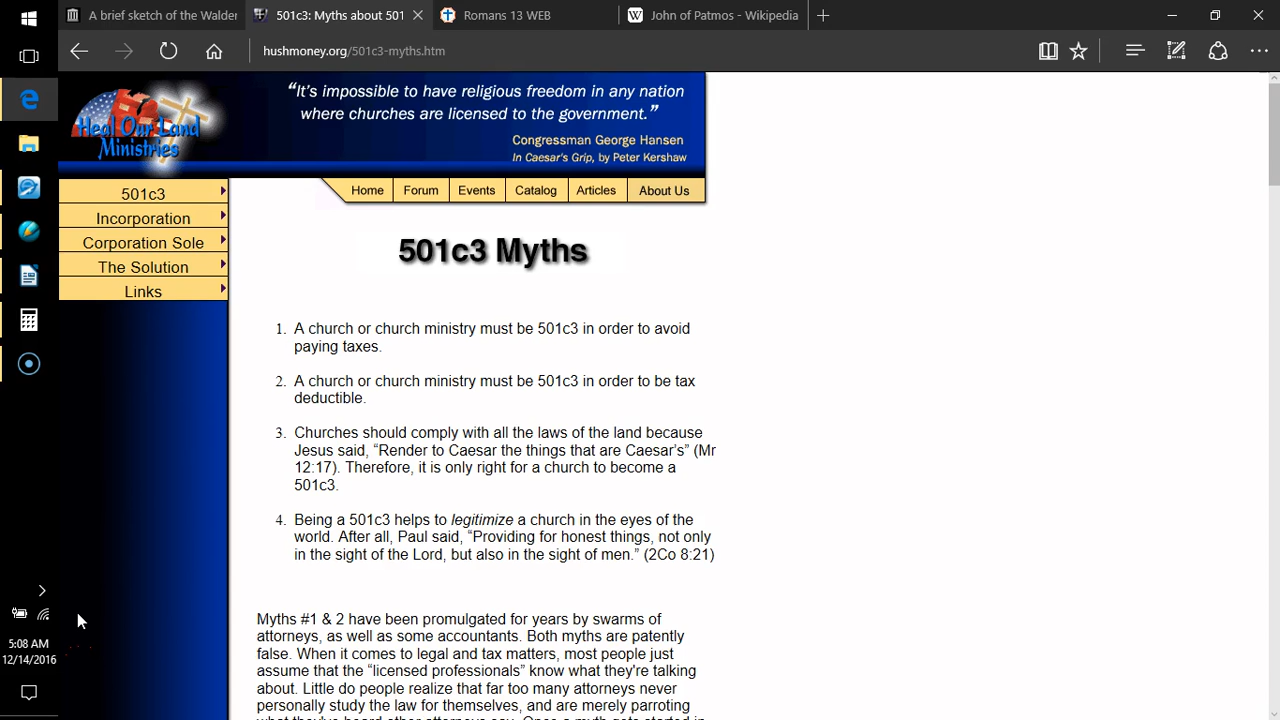 A brief sketch of the Walder
501c3: Myths about 501
Romans 13 WEB
John of Patmos - Wikipedia
hushmoney.org/501c3-myths.htm
Heal Our Land
Ministries
“It's impossible to have religious freedom in any nation
where churches are licensed to the government.”
Congressman George Hansen
In Caesar's Grip, by Peter Kershaw
Home
Forum
Events
Catalog
Articles
About Us
501c3
Incorporation
Corporation Sole
The Solution
Links
501c3 Myths
1. A church or church ministry must be 501c3 in order to avoid
paying taxes.
2. A church or church ministry must be 501c3 in order to be tax
deductible.
3. Churches should comply with all the laws of the land because
Jesus said, “Render to Caesar the things that are Caesar's” (Mr
12:17). Therefore, it is only right for a church to become a
501c3.
4. Being a 501c3 helps to legitimize a church in the eyes of the
world. After all, Paul said, “Providing for honest things, not only
in the sight of the Lord, but also in the sight of men.” (2Co 8:21)
Myths #1 & 2 have been promulgated for years by swarms of
attorneys, as well as some accountants. Both myths are patently
false. When it comes to legal and tax matters, most people just
assume that the “licensed professionals” know what they're talking
about. Little do people realize that far too many attorneys never
personally study the law for themselves, and are merely parroting
what they've heard other attorneys say. Once a myth gets started in
5:08 AM
12/14/2016